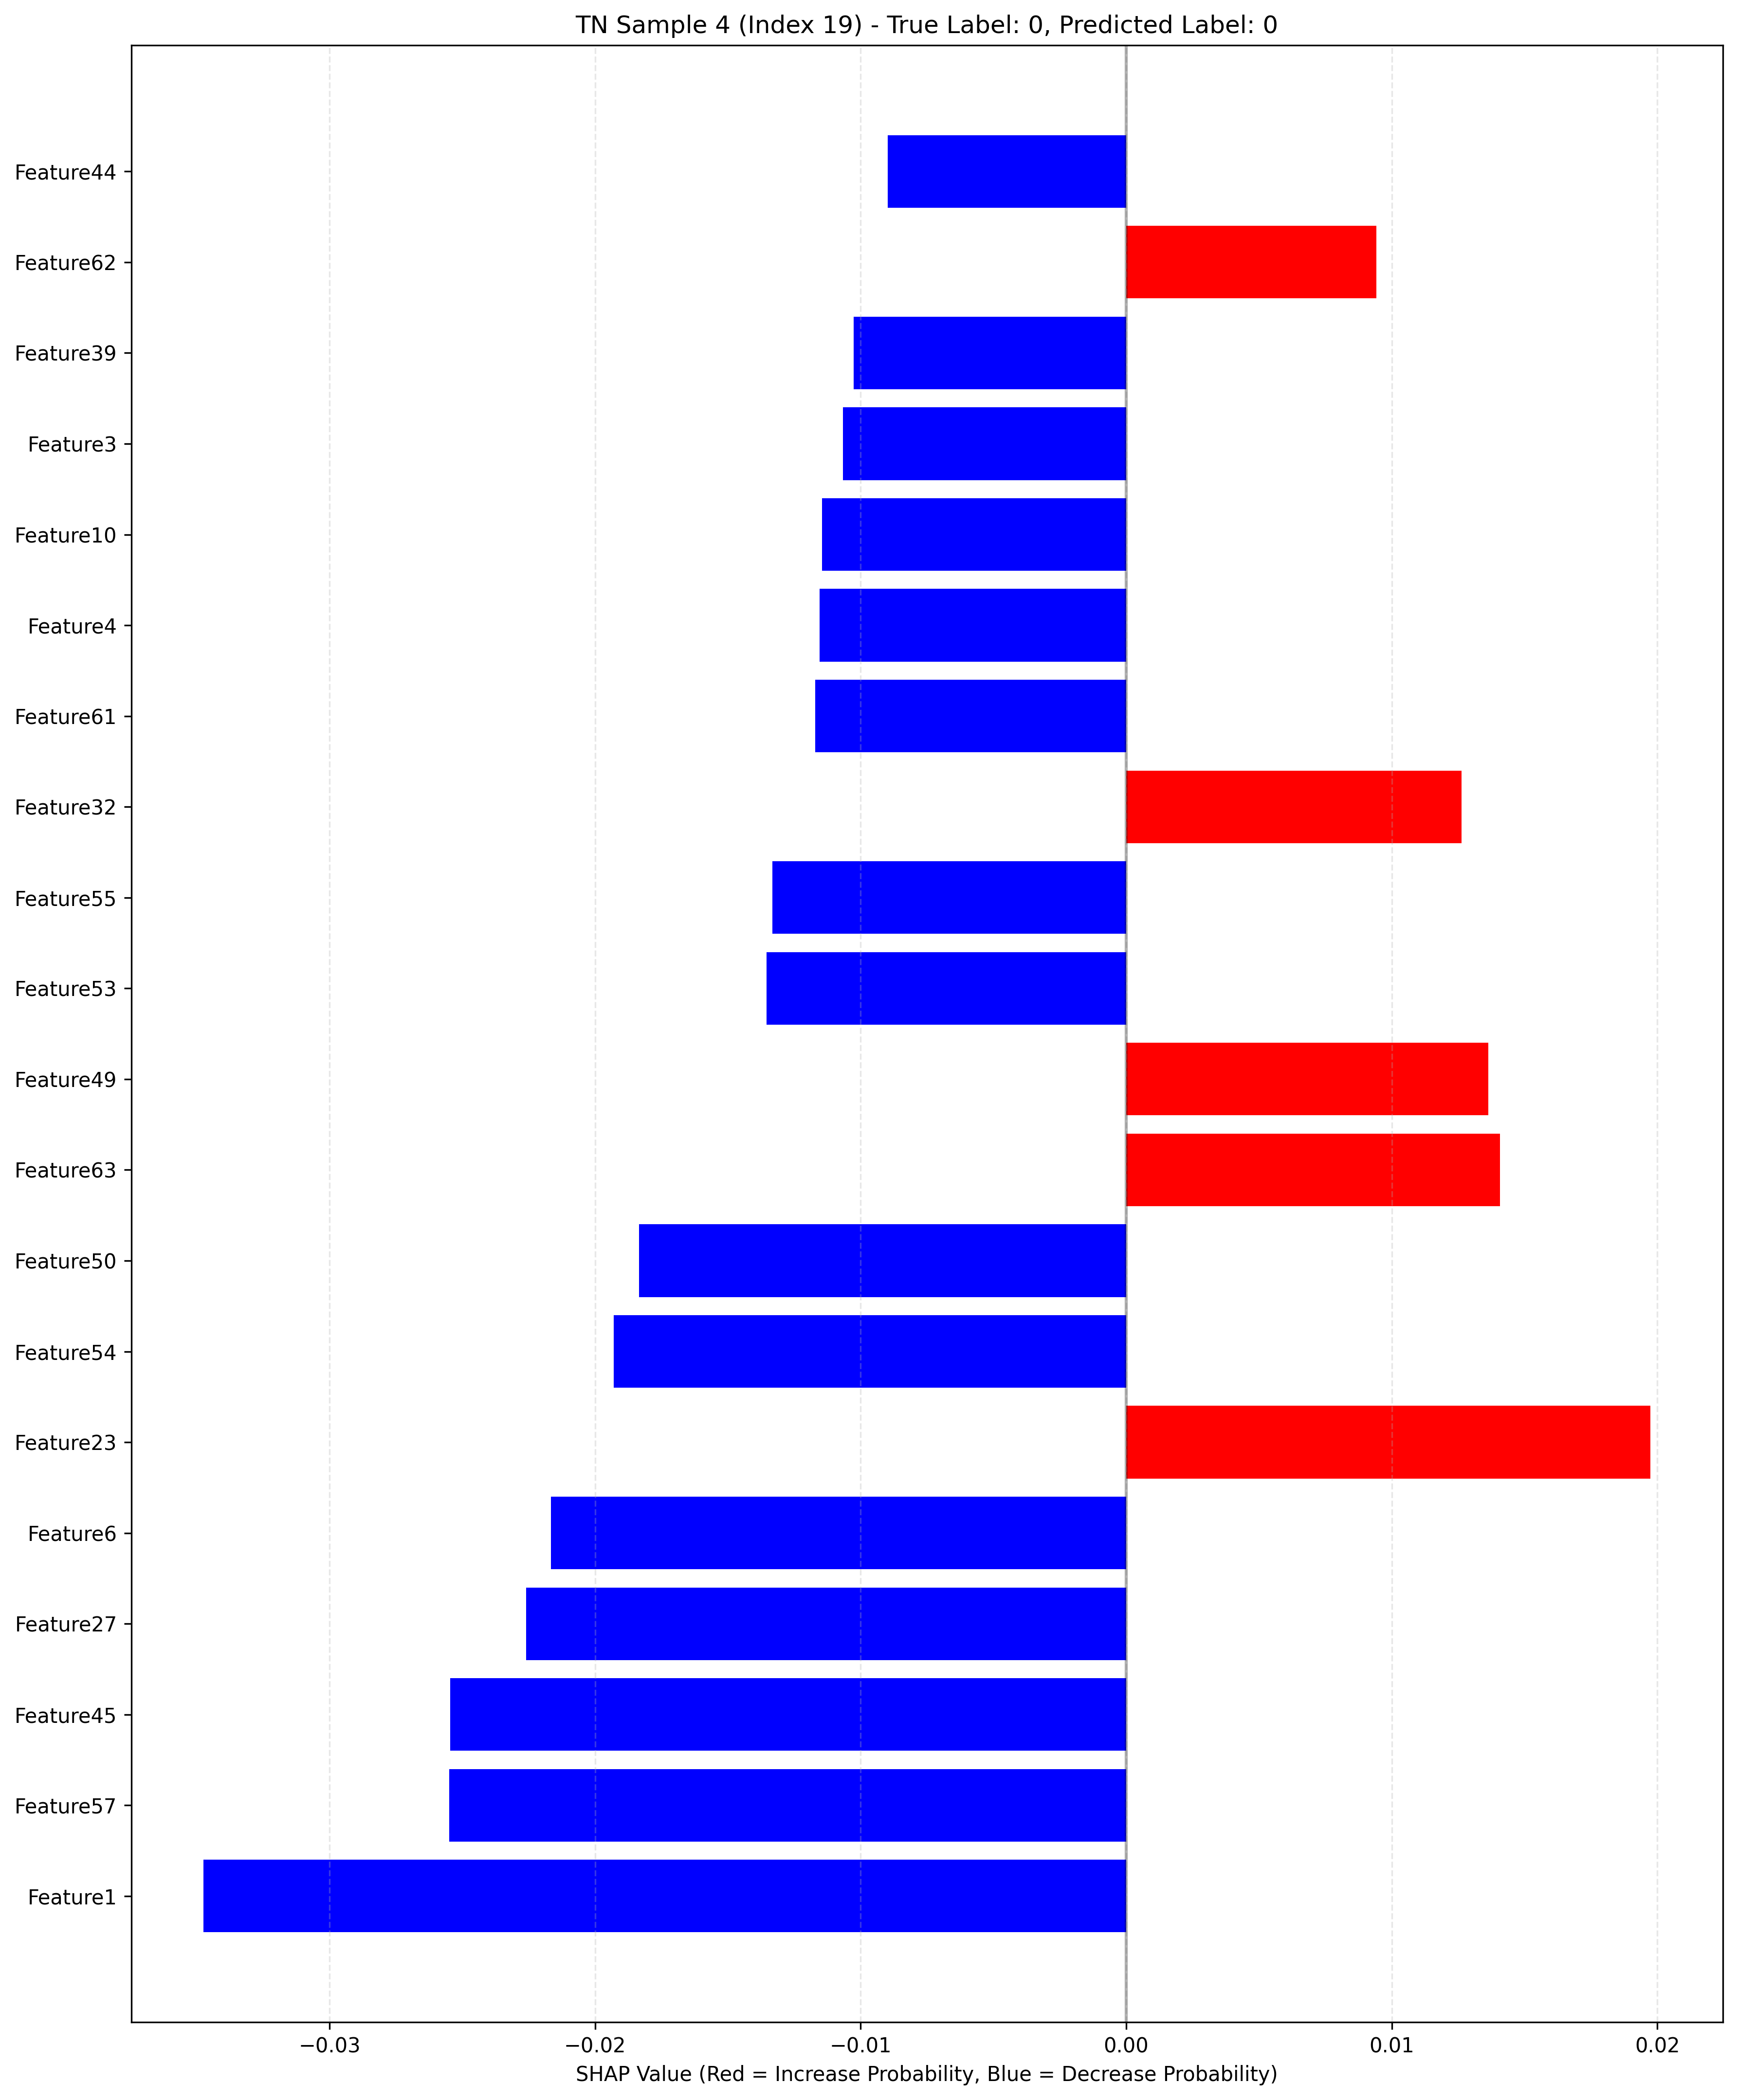 TN Sample 4 (Index 19) - True Label: 0, Predicted Label: 0
Feature44
Feature62
Feature39
Feature3
Feature10
Feature4
Feature61
Feature32
Feature55
Feature53
Feature49
Feature63
Feature50
Feature54
Feature23
Feature6
Feature27
Feature45
Feature57
Feature1
−0.03 −0.02 −0.01 0.00 0.01 0.02
SHAP Value (Red = Increase Probability, Blue = Decrease Probability)